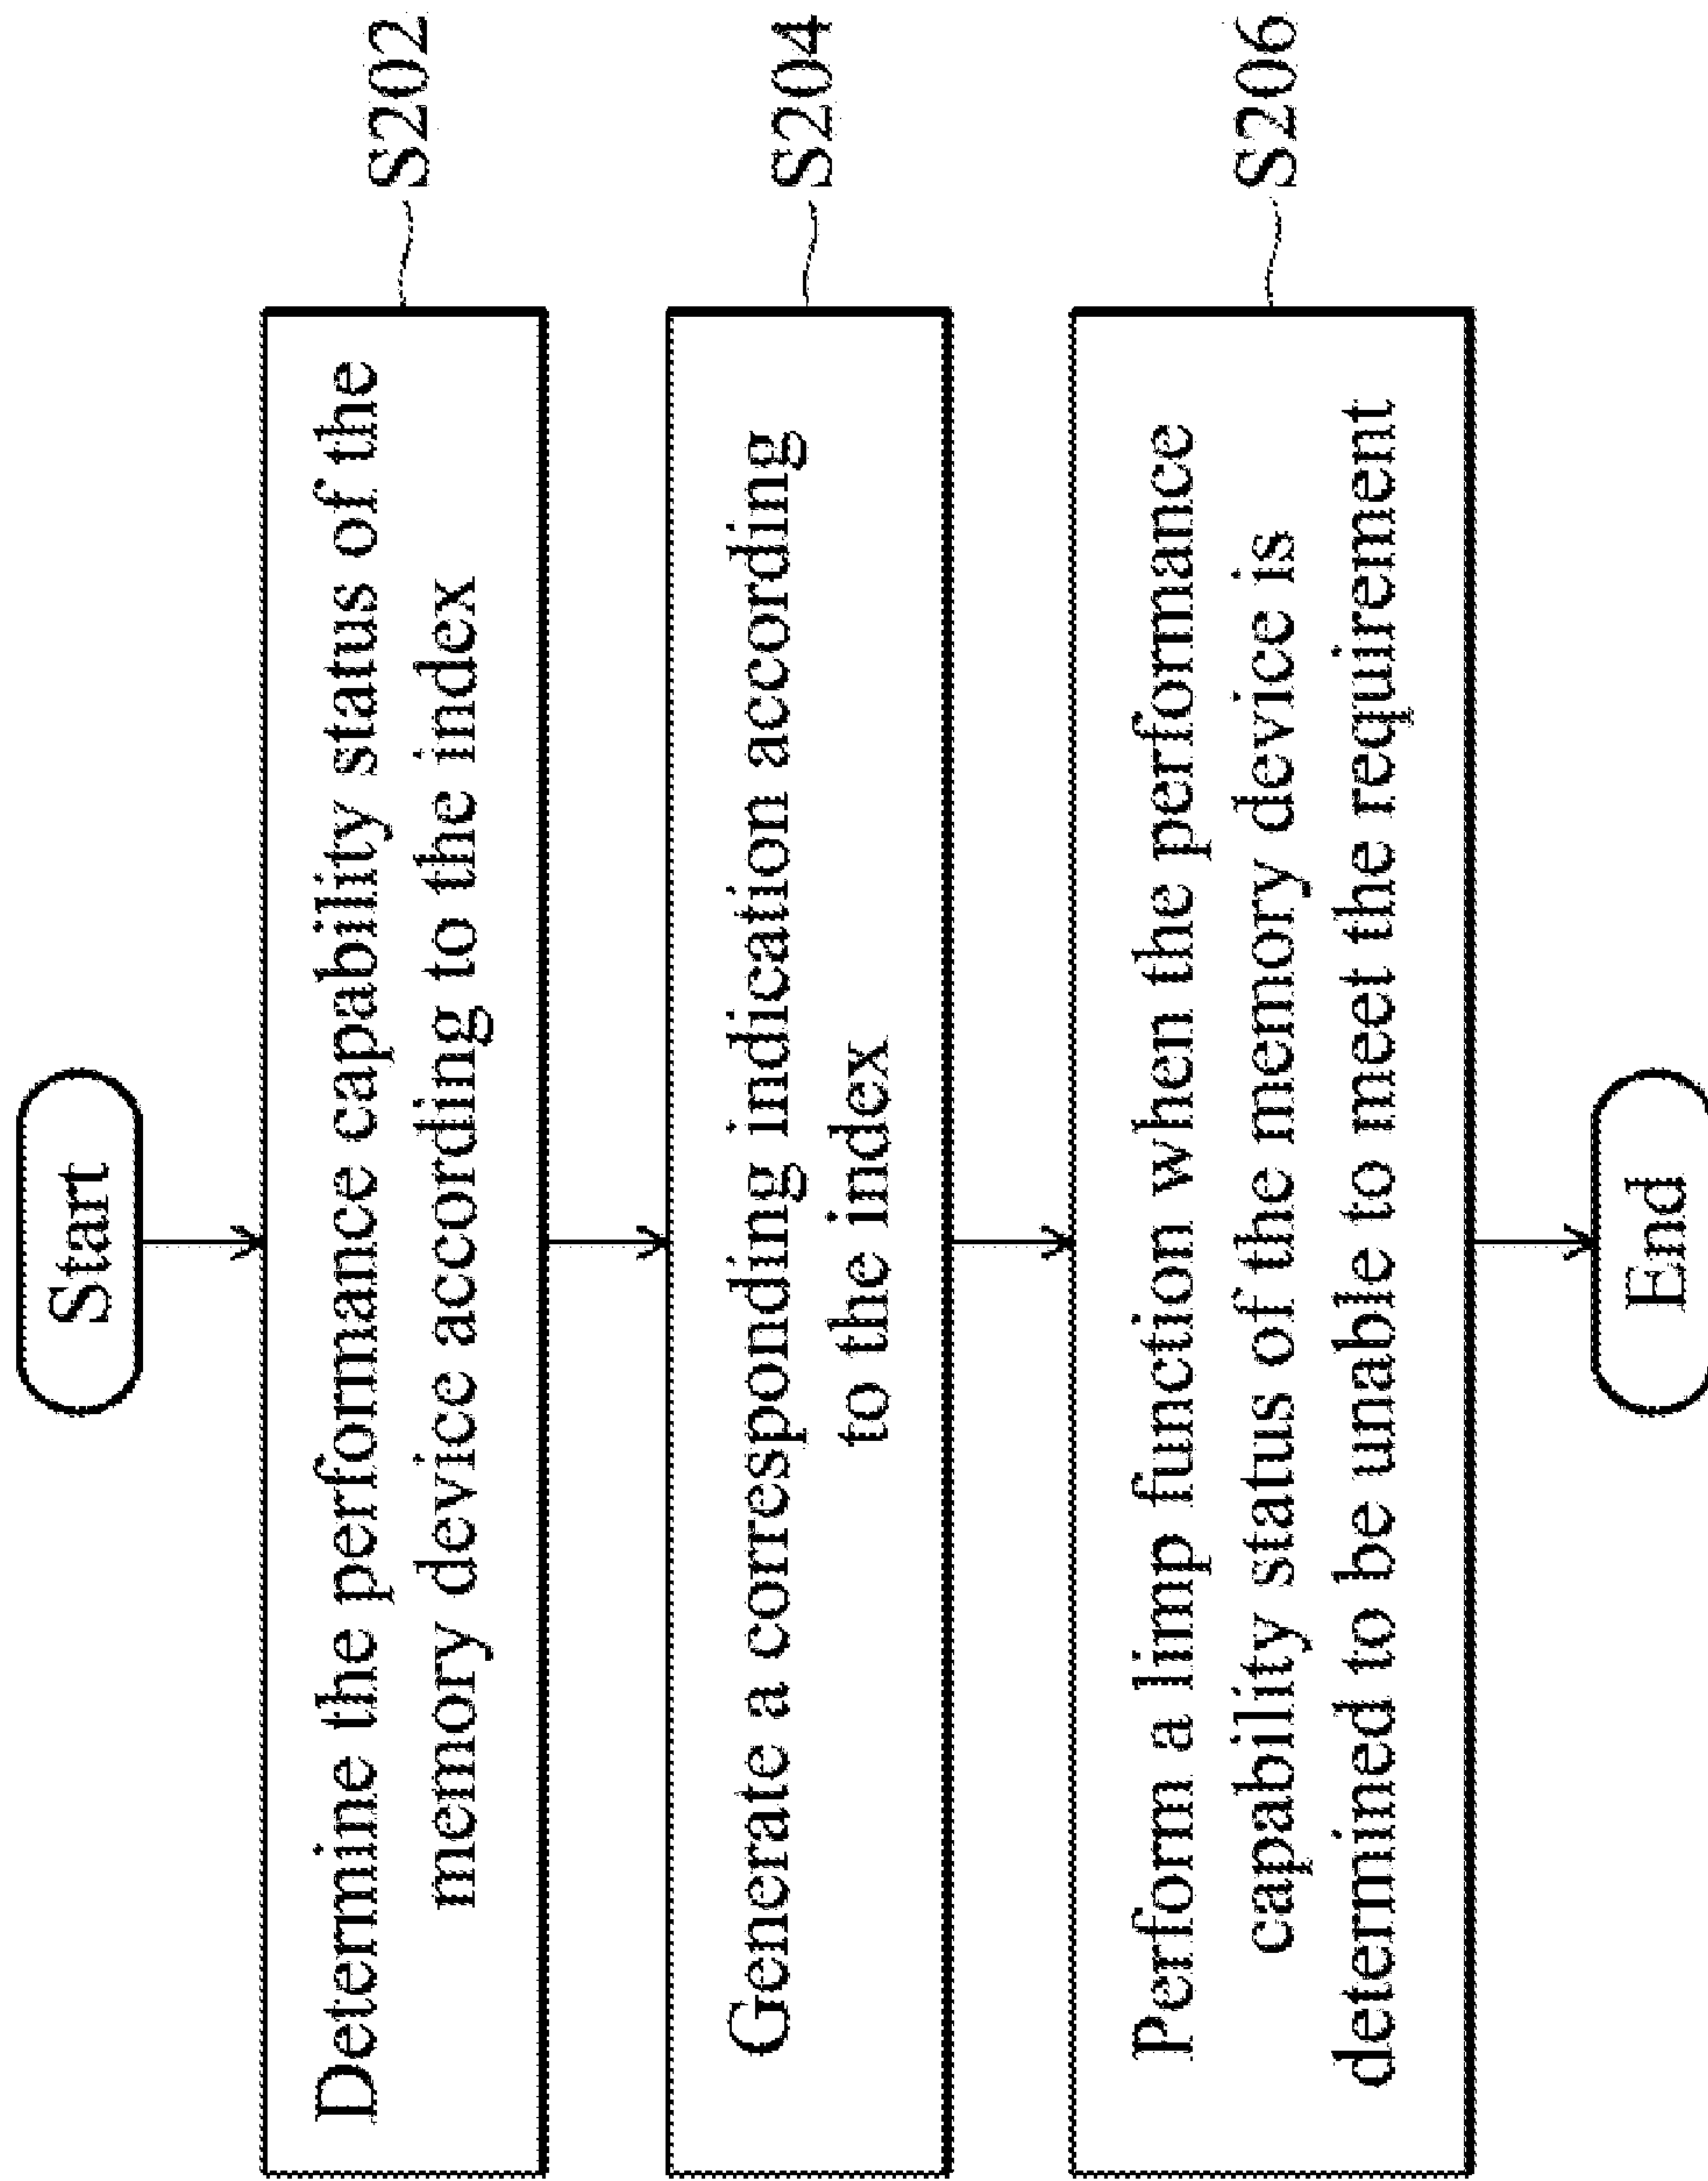 Start
Determine the performance capability status of the
memory device according to the index
S202
Generate a corresponding indication according
to the index
S204
Perform a limp function when the performance
capability status of the memory device is
determined to be unable to meet the requirement
S206
End